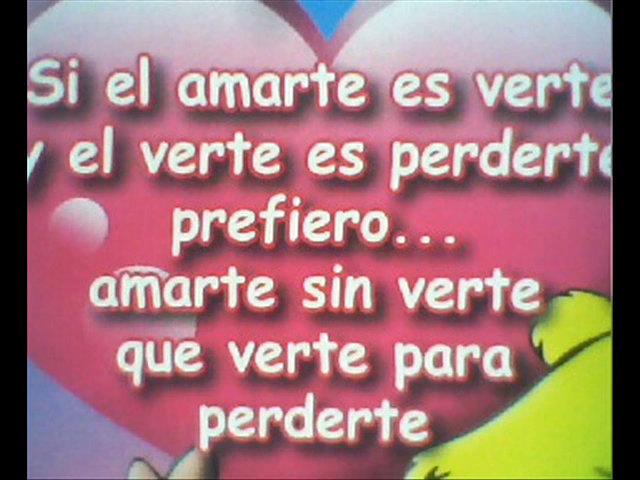 Si el amarte es verte
y el verte es perderte
prefiero...
amarte sin verte
que verte para
perderte